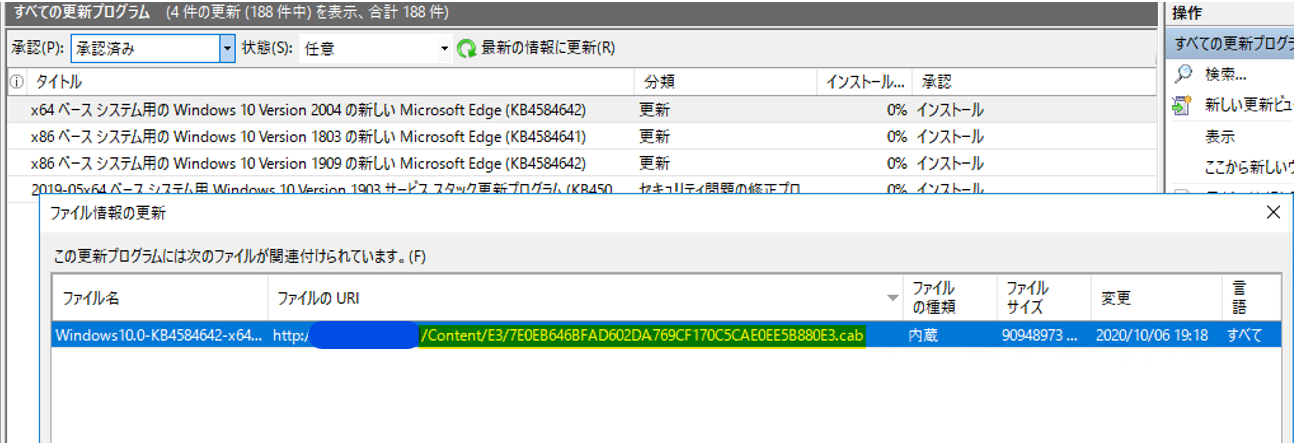 すべての更新プログラム (4 件の更新 (188 件中) を表示、合計 188 件)
操作
承認(P): 承認済み 状態(S): 任意 最新の情報に更新(R)
すべての更新プログラ
タイトル 分類 インストール... 承認
検索...
x64 ベース システム用の Windows 10 Version 2004 の新しい Microsoft Edge (KB4584642) 更新 0% インストール
新しい更新ビュ
x86 ベース システム用の Windows 10 Version 1803 の新しい Microsoft Edge (KB4584641) 更新 0% インストール
表示
x86 ベース システム用の Windows 10 Version 1909 の新しい Microsoft Edge (KB4584642) 更新 0% インストール
ここから新しいウ
2019-05x64 ベース システム用 Windows 10 Version 1903 サービス スタック更新プログラム (KB450 セキュリティ問題の修正プロ 0% インストール
ファイル情報の更新
この更新プログラムには次のファイルが関連付けられています。(F)
ファイル名 ファイルの URI ファイルの種類 ファイルサイズ 変更 言語
Windows10.0-KB4584642-x64... http:/ /Content/E3/7E0EB646BFAD602DA769CF170C5CAE0EE5B880E3.cab 内蔵 90948973 ... 2020/10/06 19:18 すべて